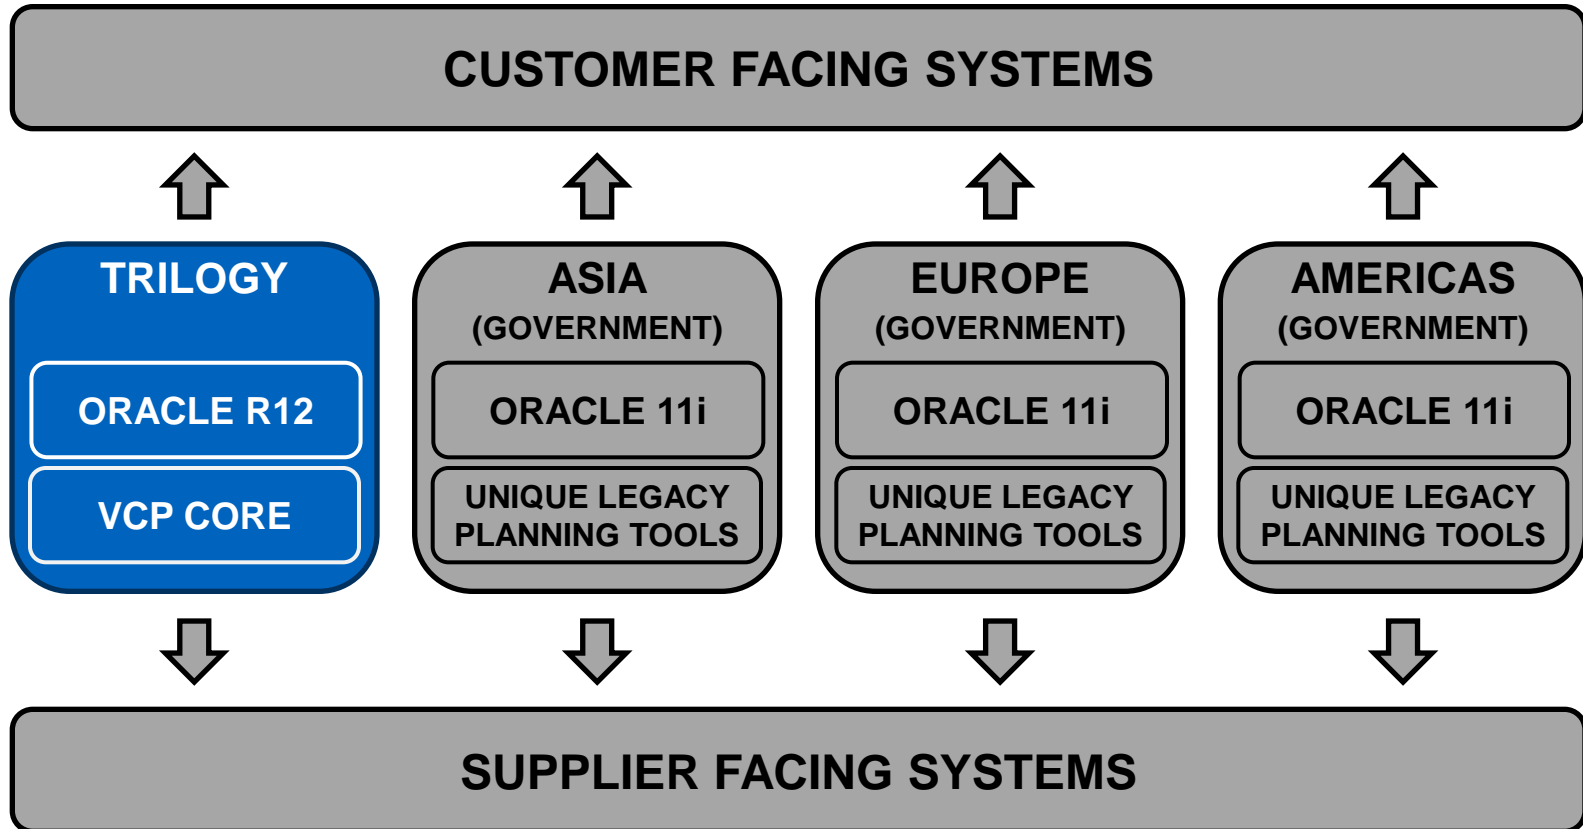 CUSTOMER FACING SYSTEMS
TRILOGY
ORACLE R12
VCP CORE
ASIA
(GOVERNMENT)
ORACLE 11i
UNIQUE LEGACY
PLANNING TOOLS
EUROPE
(GOVERNMENT)
ORACLE 11i
UNIQUE LEGACY
PLANNING TOOLS
AMERICAS
(GOVERNMENT)
ORACLE 11i
UNIQUE LEGACY
PLANNING TOOLS
SUPPLIER FACING SYSTEMS